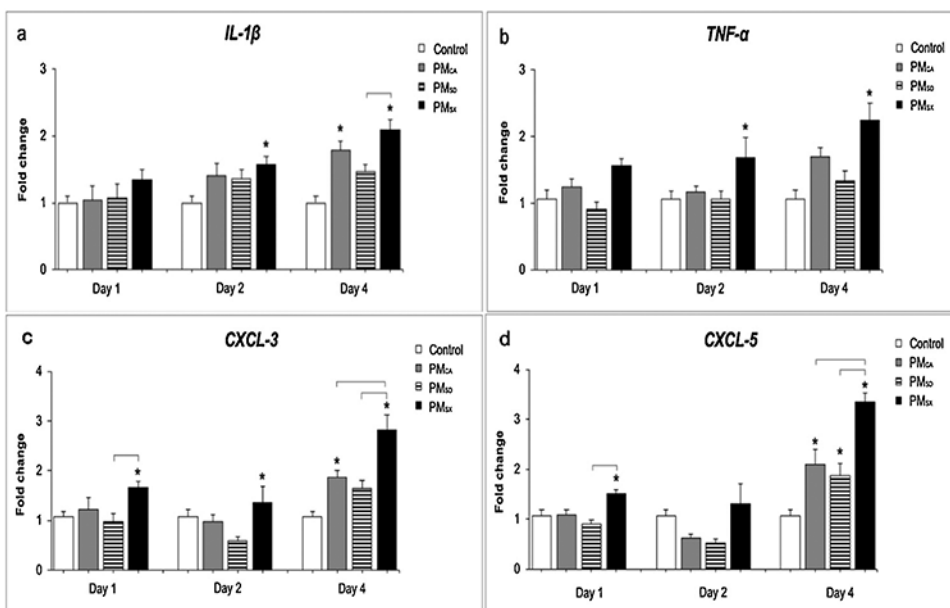 a
IL-1β
Control
PMCA
PMSD
PMSX
Fold change
3
2
1
0
*
*
*
Day 1 Day 2 Day 4
b
TNF-α
Control
PMCA
PMSD
PMSX
Fold change
3
2
1
0
*
*
Day 1 Day 2 Day 4
c
CXCL-3
Control
PMCA
PMSD
PMSX
Fold change
4
3
2
1
0
*
*
*
*
Day 1 Day 2 Day 4
d
CXCL-5
Control
PMCA
PMSD
PMSX
Fold change
4
3
2
1
0
*
*
*
*
Day 1 Day 2 Day 4